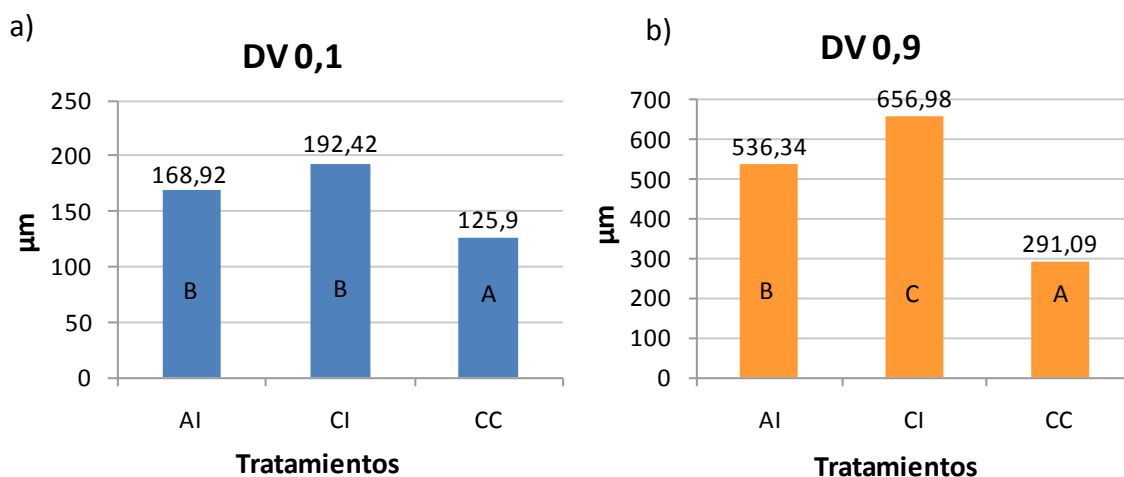 a)
DV 0,1
250
200
150
100
50
0
µm
168,92
192,42
125,9
B
B
A
AI
CI
CC
Tratamientos
b)
DV 0,9
700
600
500
400
300
200
100
0
µm
536,34
656,98
291,09
B
C
A
AI
CI
CC
Tratamientos